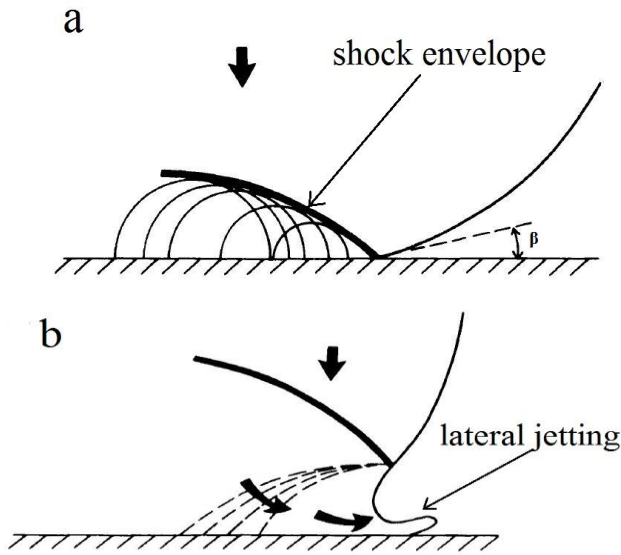 a
shock envelope
β
b
lateral jetting